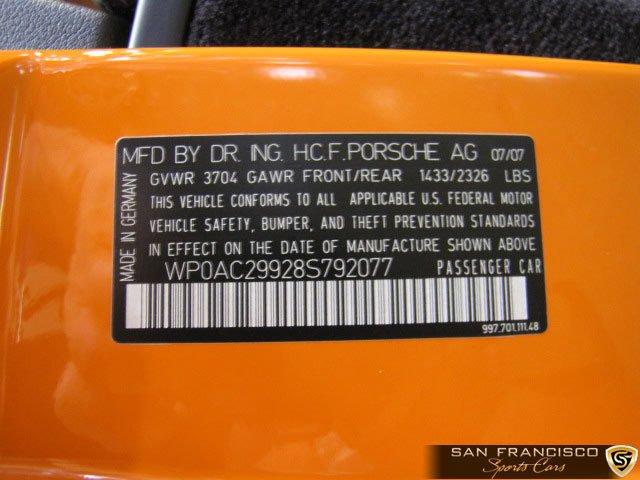 MFD BY DR. ING. H.C.F. PORSCHE AG 07/07
GVWR 3704 GAWR FRONT/REAR 1433/2326 LBS
THIS VEHICLE CONFORMS TO ALL APPLICABLE U.S. FEDERAL MOTOR
VEHICLE SAFETY, BUMPER, AND THEFT PREVENTION STANDARDS
IN EFFECT ON THE DATE OF MANUFACTURE SHOWN ABOVE
WP0AC29928S792077 PASSENGER CAR
MADE IN GERMANY
997.701.111.48
SAN FRANCISCO
Sports Cars